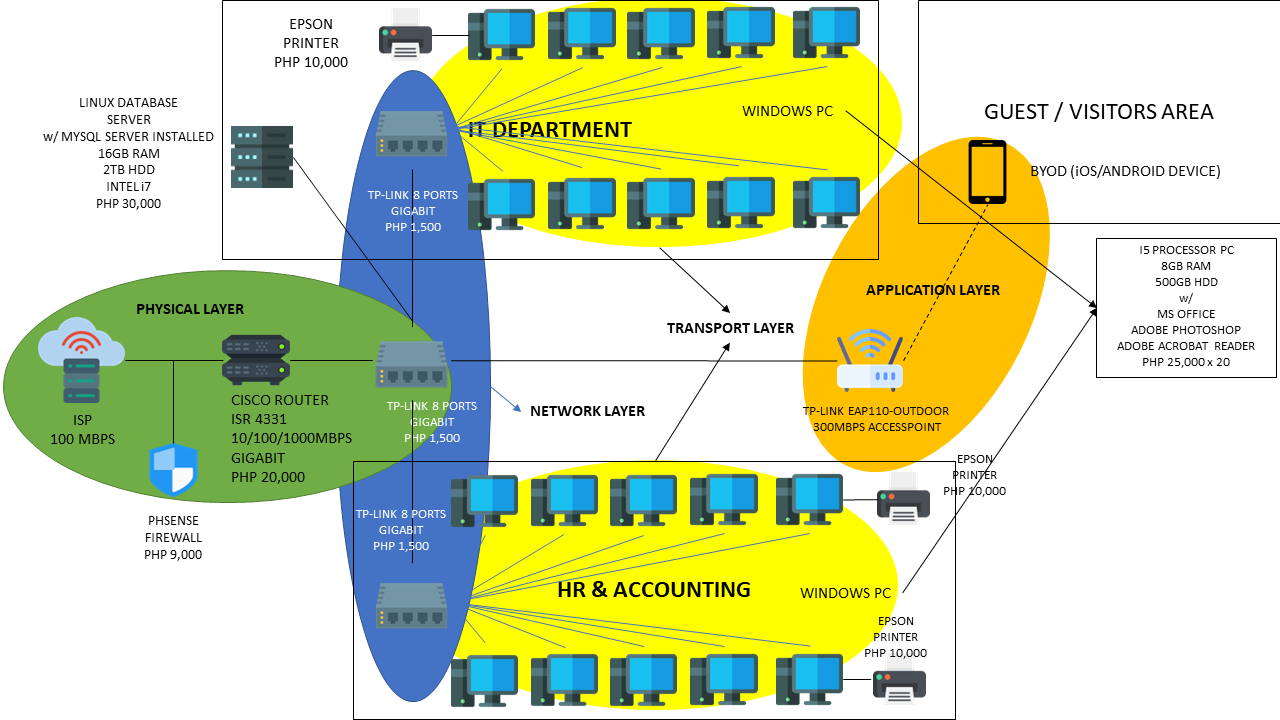 EPSON
PRINTER
PHP 10,000
LINUX DATABASE
SERVER
w/ MYSQL SERVER INSTALLED
16GB RAM
2TB HDD
INTEL i7
PHP 30,000
IT DEPARTMENT
WINDOWS PC
TP-LINK 8 PORTS
GIGABIT
PHP 1,500
GUEST / VISITORS AREA
BYOD (iOS/ANDROID DEVICE)
I5 PROCESSOR PC
8GB RAM
500GB HDD
w/
MS OFFICE
ADOBE PHOTOSHOP
ADOBE ACROBAT READER
PHP 25,000 x 20
APPLICATION LAYER
TRANSPORT LAYER
PHYSICAL LAYER
ISP
100 MBPS
CISCO ROUTER
ISR 4331
10/100/1000MBPS
GIGABIT
PHP 20,000
TP-LINK 8 PORTS
GIGABIT
PHP 1,500
NETWORK LAYER
TP-LINK EAP110-OUTDOOR
300MBPS ACCESSPOINT
PHSENSE
FIREWALL
PHP 9,000
TP-LINK 8 PORTS
GIGABIT
PHP 1,500
EPSON
PRINTER
PHP 10,000
HR & ACCOUNTING
WINDOWS PC
EPSON
PRINTER
PHP 10,000